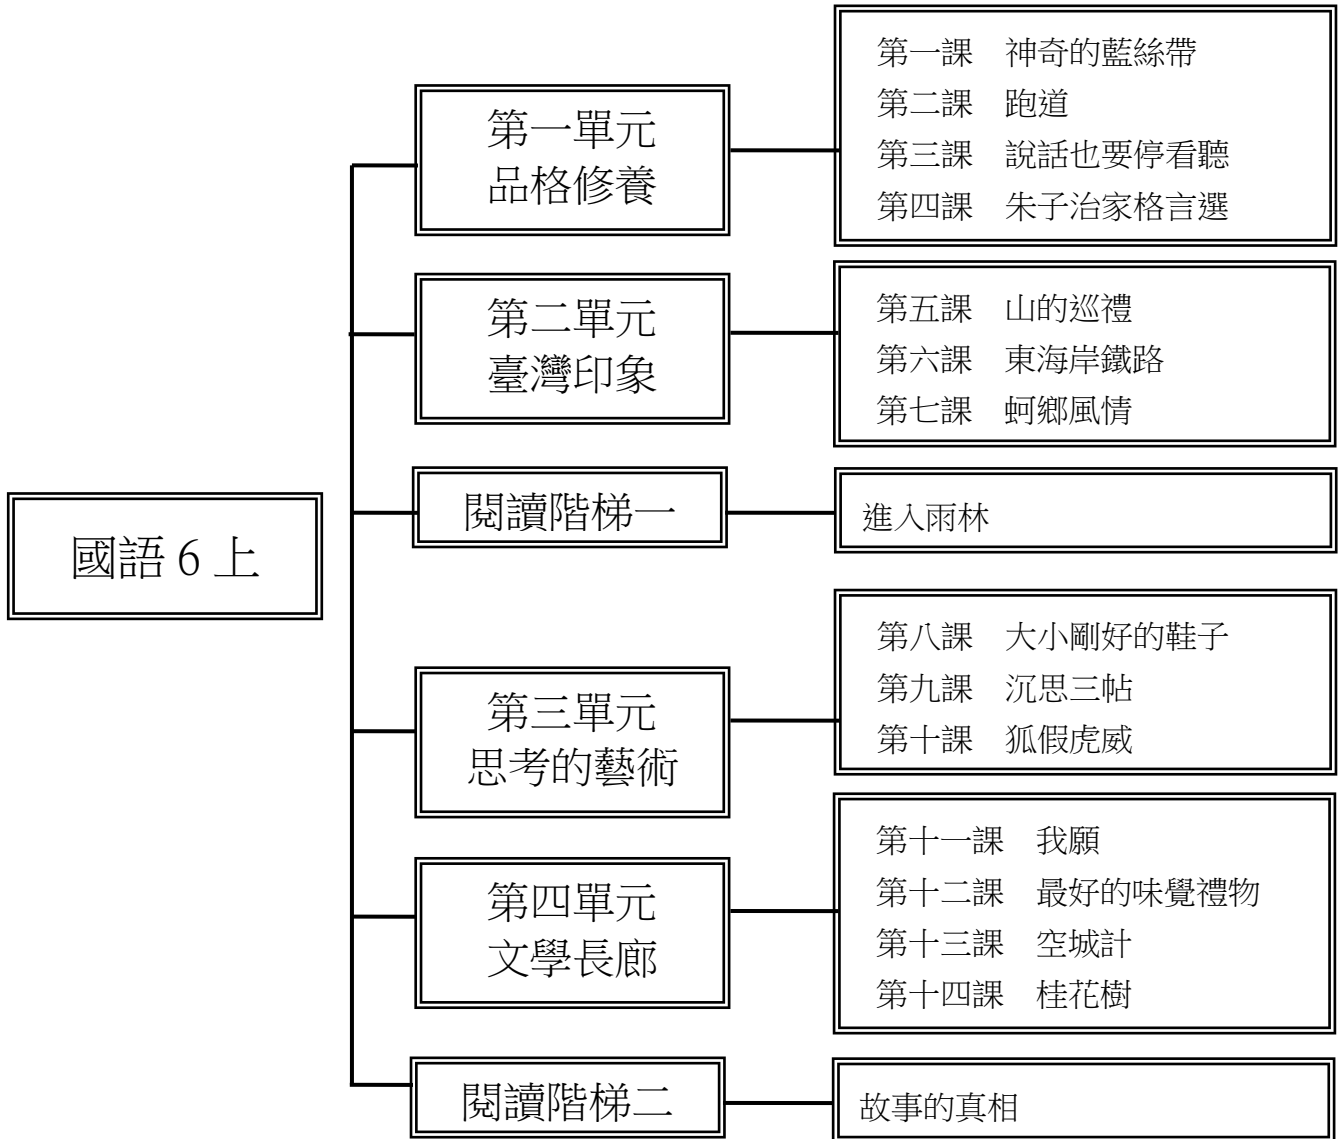 國語 6 上
第一單元
品格修養
第一課　神奇的藍絲帶
第二課　跑道
第三課　說話也要停看聽
第四課　朱子治家格言選
第二單元
臺灣印象
第五課　山的巡禮
第六課　東海岸鐵路
第七課　蚵鄉風情
閱讀階梯一
進入雨林
第三單元
思考的藝術
第八課　大小剛好的鞋子
第九課　沉思三帖
第十課　狐假虎威
第四單元
文學長廊
第十一課　我願
第十二課　最好的味覺禮物
第十三課　空城計
第十四課　桂花樹
閱讀階梯二
故事的真相